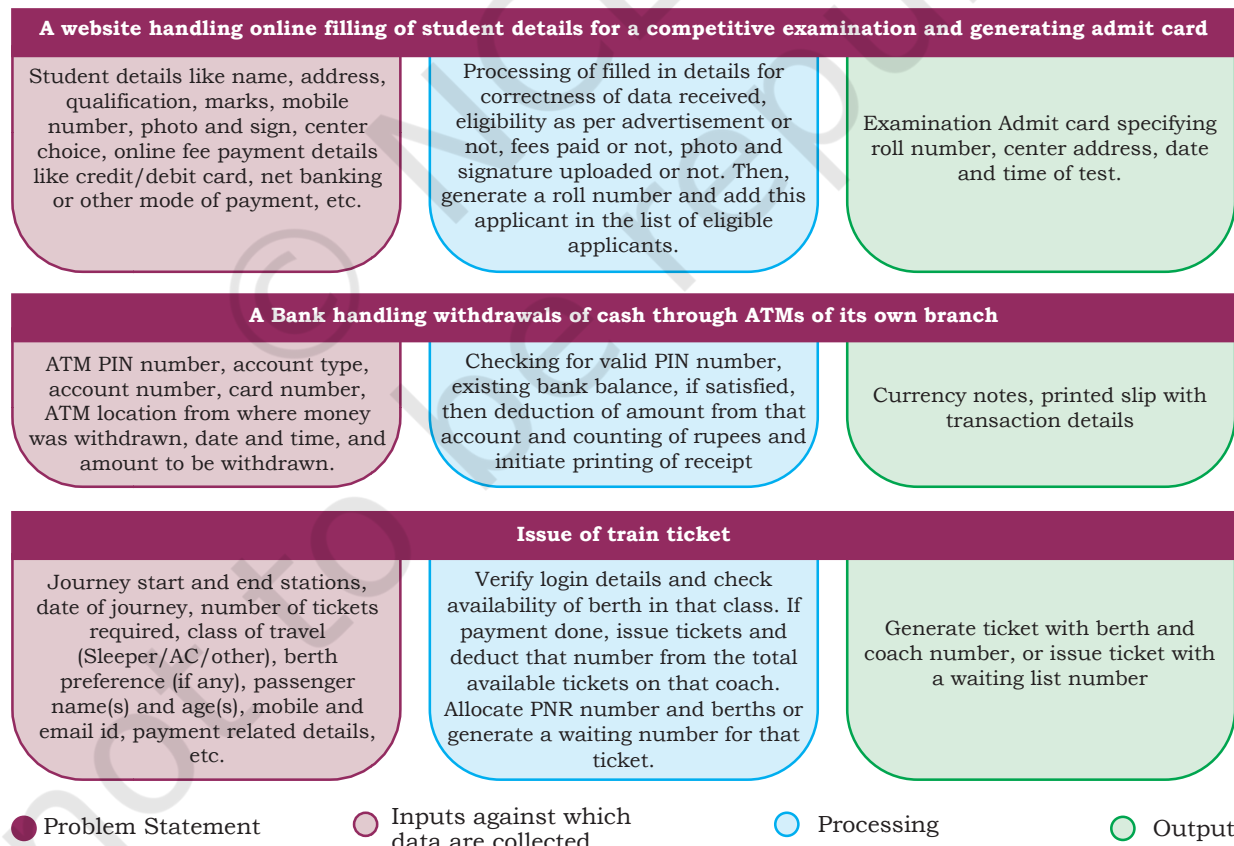 A website handling online filling of student details for a competitive examination and generating admit card
Student details like name, address,
qualification, marks, mobile
number, photo and sign, center
choice, online fee payment details
like credit/debit card, net banking
or other mode of payment, etc.
Processing of filled in details for
correctness of data received,
eligibility as per advertisement or
not, fees paid or not, photo and
signature uploaded or not. Then,
generate a roll number and add this
applicant in the list of eligible
applicants.
Examination Admit card specifying
roll number, center address, date
and time of test.
A Bank handling withdrawals of cash through ATMs of its own branch
ATM PIN number, account type,
account number, card number,
ATM location from where money
was withdrawn, date and time, and
amount to be withdrawn.
Checking for valid PIN number,
existing bank balance, if satisfied,
then deduction of amount from that
account and counting of rupees and
initiate printing of receipt
Currency notes, printed slip with
transaction details
Issue of train ticket
Journey start and end stations,
date of journey, number of tickets
required, class of travel
(Sleeper/AC/other), berth
preference (if any), passenger
name(s) and age(s), mobile and
email id, payment related details,
etc.
Verify login details and check
availability of berth in that class. If
payment done, issue tickets and
deduct that number from the total
available tickets on that coach.
Allocate PNR number and berths or
generate a waiting number for that
ticket.
Generate ticket with berth and
coach number, or issue ticket with
a waiting list number
Problem Statement
Inputs against which
data are collected
Processing
Output
© NC
not to be repu